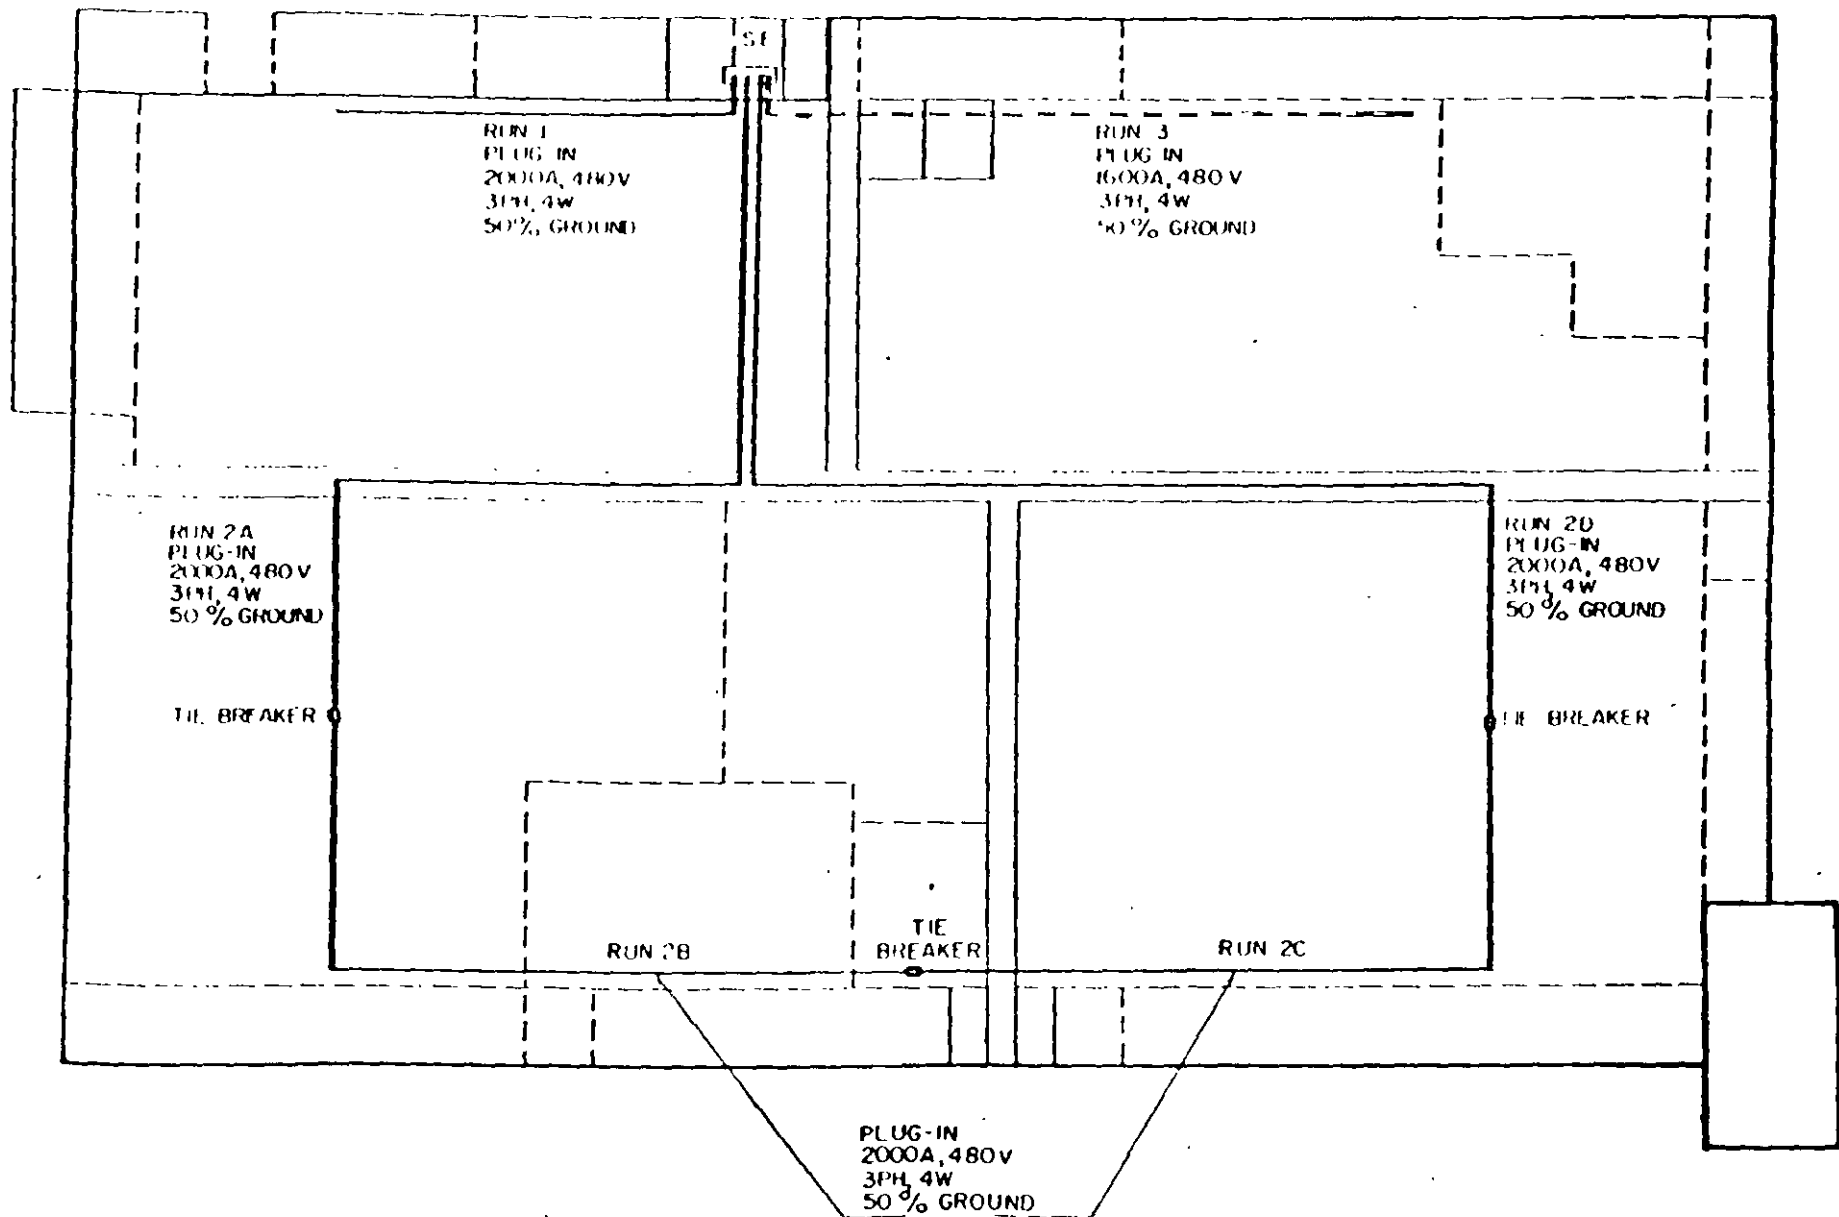 SE
RUN 1
PLUG IN
2000A, 480V
3PH, 4W
50% GROUND
RUN 3
PLUG IN
1600A, 480V
3PH, 4W
50% GROUND
RUN 2A
PLUG-IN
2000A, 480V
3PH, 4W
50% GROUND
RUN 2D
PLUG-IN
2000A, 480V
3PH, 4W
50% GROUND
TIE BREAKER
TIE BREAKER
TIE
BREAKER
RUN 2B
RUN 2C
PLUG-IN
2000A, 480V
3PH, 4W
50% GROUND